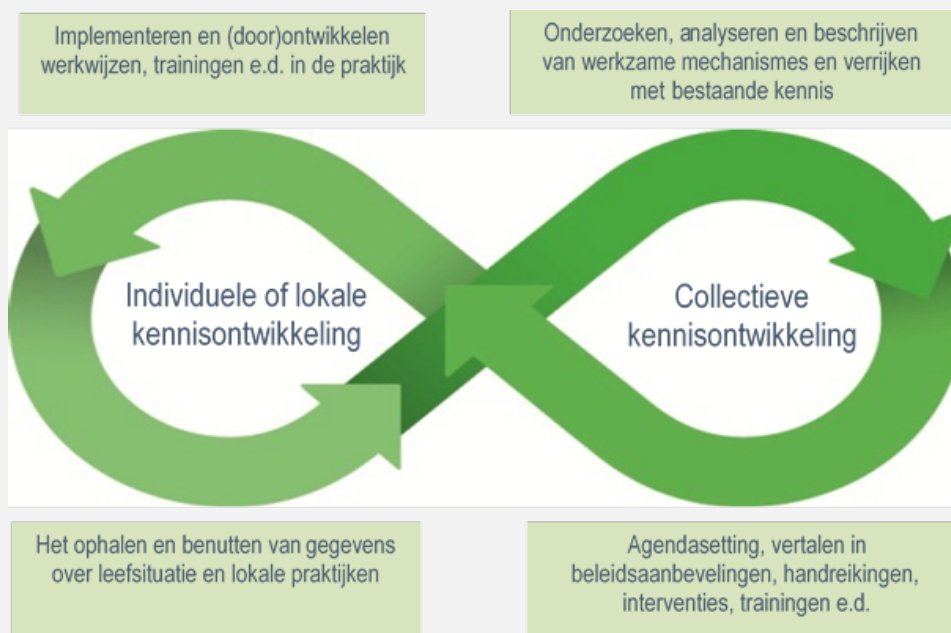 Implementeren en (door)ontwikkelen
werkwijzen, trainingen e.d. in de praktijk
Onderzoeken, analyseren en beschrijven
van werkzame mechanismes en verrijken
met bestaande kennis
Individuele of lokale
kennisontwikkeling
Collectieve
kennisontwikkeling
Het ophalen en benutten van gegevens
over leefsituatie en lokale praktijken
Agendasetting, vertalen in
beleidsaanbevelingen, handreikingen,
interventies, trainingen e.d.